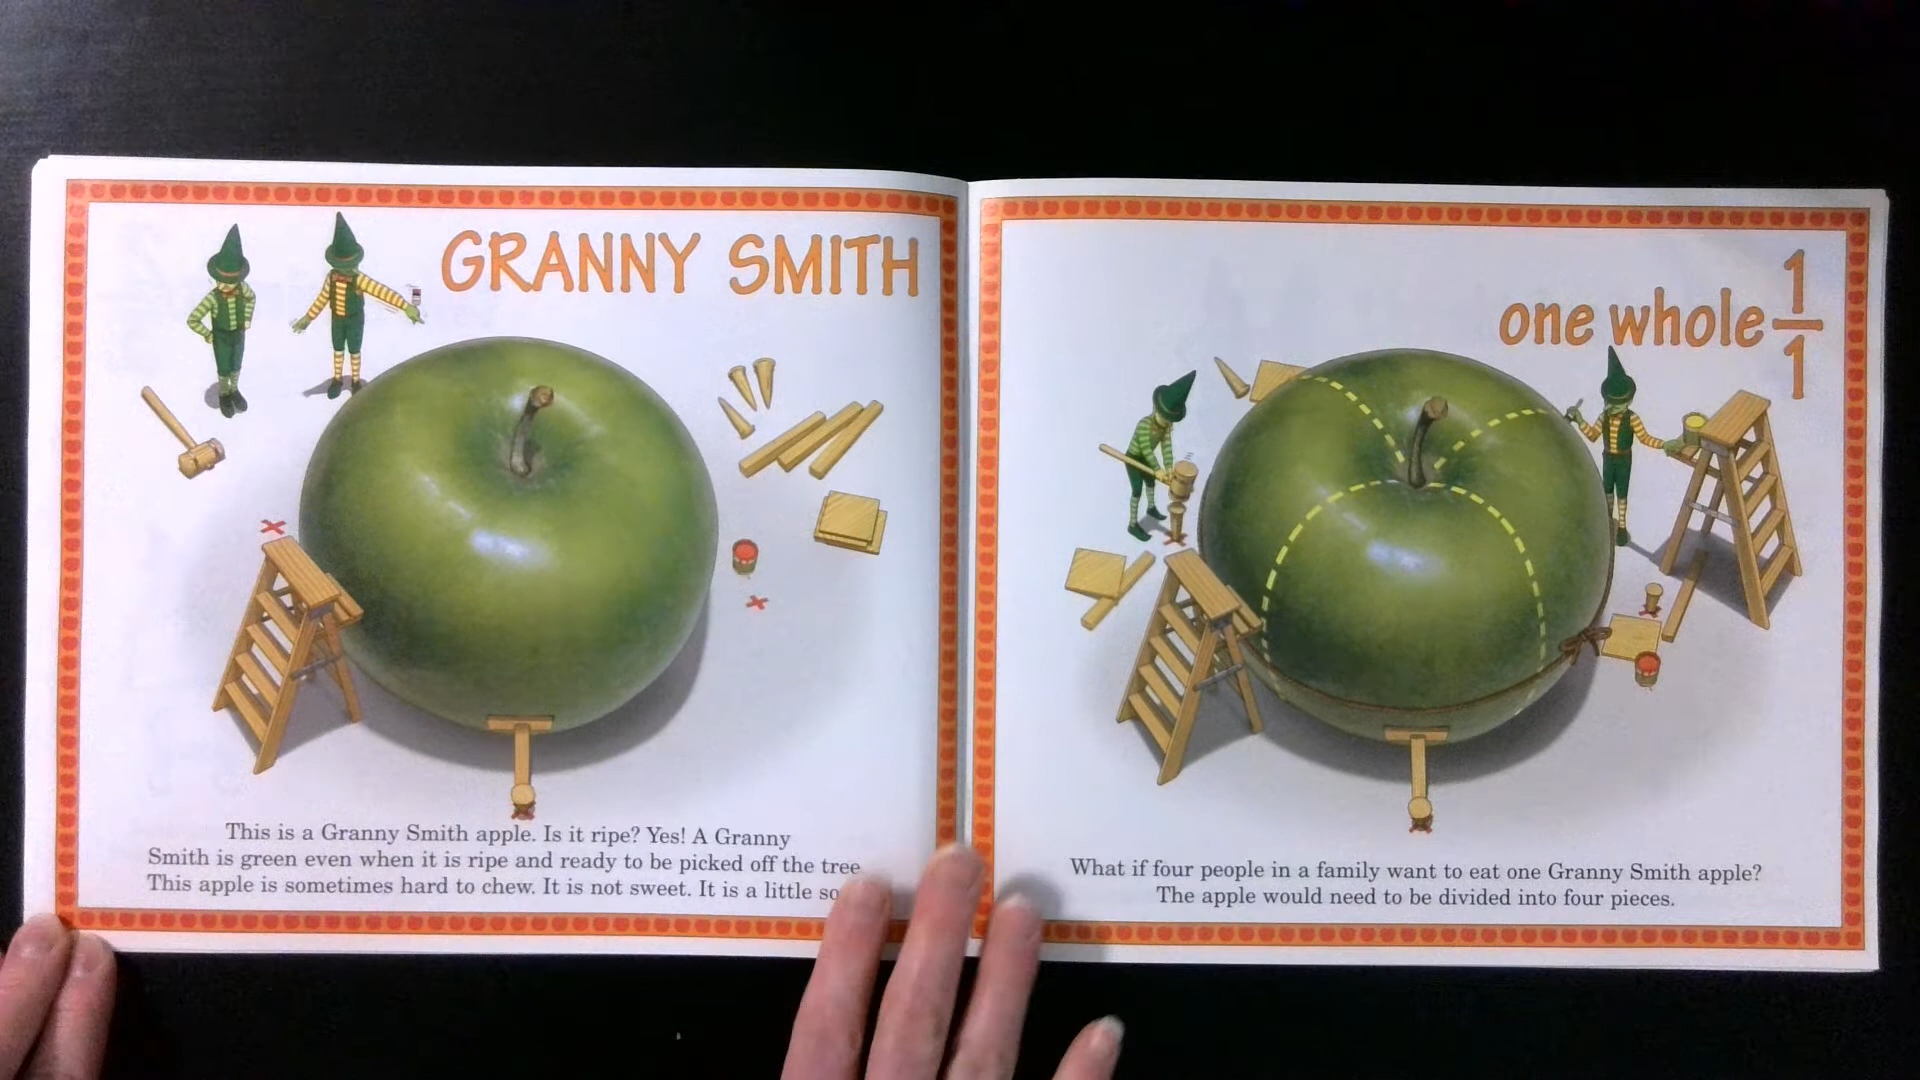 GRANNY SMITH
This is a Granny Smith apple. Is it ripe? Yes! A Granny
Smith is green even when it is ripe and ready to be picked off the tree
This apple is sometimes hard to chew. It is not sweet. It is a little
one whole 1/1
What if four people in a family want to eat one Granny Smith apple?
The apple would need to be divided into four pieces.